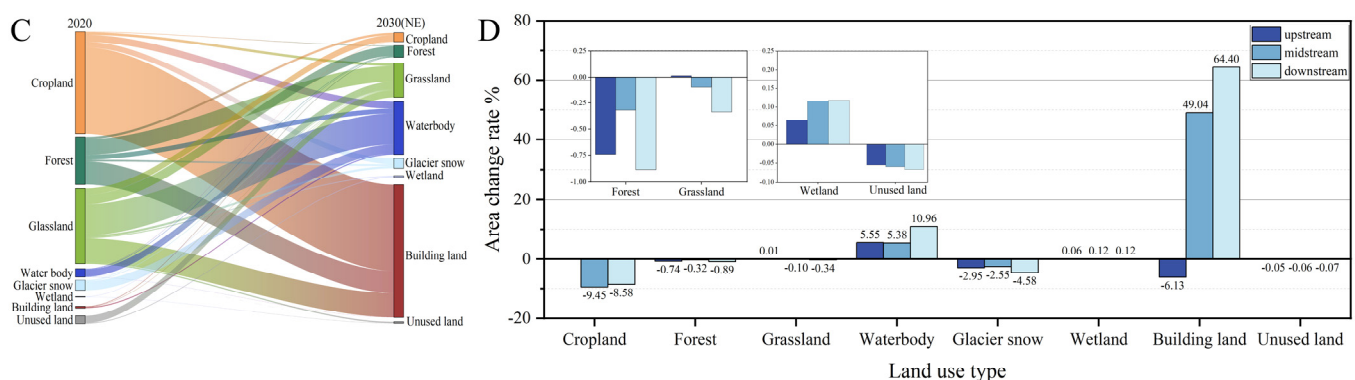 C
2020
2030(NE)
Cropland
Forest
Glassland
Water body
Glacier snow
Wetland
Building land
Unused land
Cropland
Forest
Grassland
Waterbody
Glacier snow
Wetland
Building land
Unused land
D
Area change rate %
80
60
40
20
0
-20
upstream
midstream
downstream
0.25
0.00
-0.25
-0.50
-0.75
-1.00
Forest
Grassland
0.25
0.20
0.15
0.10
0.05
0.00
-0.05
-0.10
Wetland
Unused land
-9.45 -8.58
-0.74 -0.32 -0.89
0.01 -0.10 -0.34
5.55 5.38 10.96
-2.95 -2.55 -4.58
0.06 0.12 0.12
-6.13 49.04 64.40
-0.05 -0.06 -0.07
Cropland
Forest
Grassland
Waterbody
Glacier snow
Wetland
Building land
Unused land
Land use type